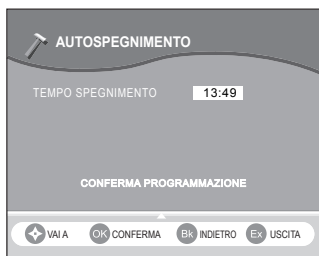 AUTOSPEGNIMENTO
TEMPO SPEGNIMENTO 13:49
CONFERMA PROGRAMMAZIONE
VAI A OK CONFERMA Bk INDIETRO Ex USCITA